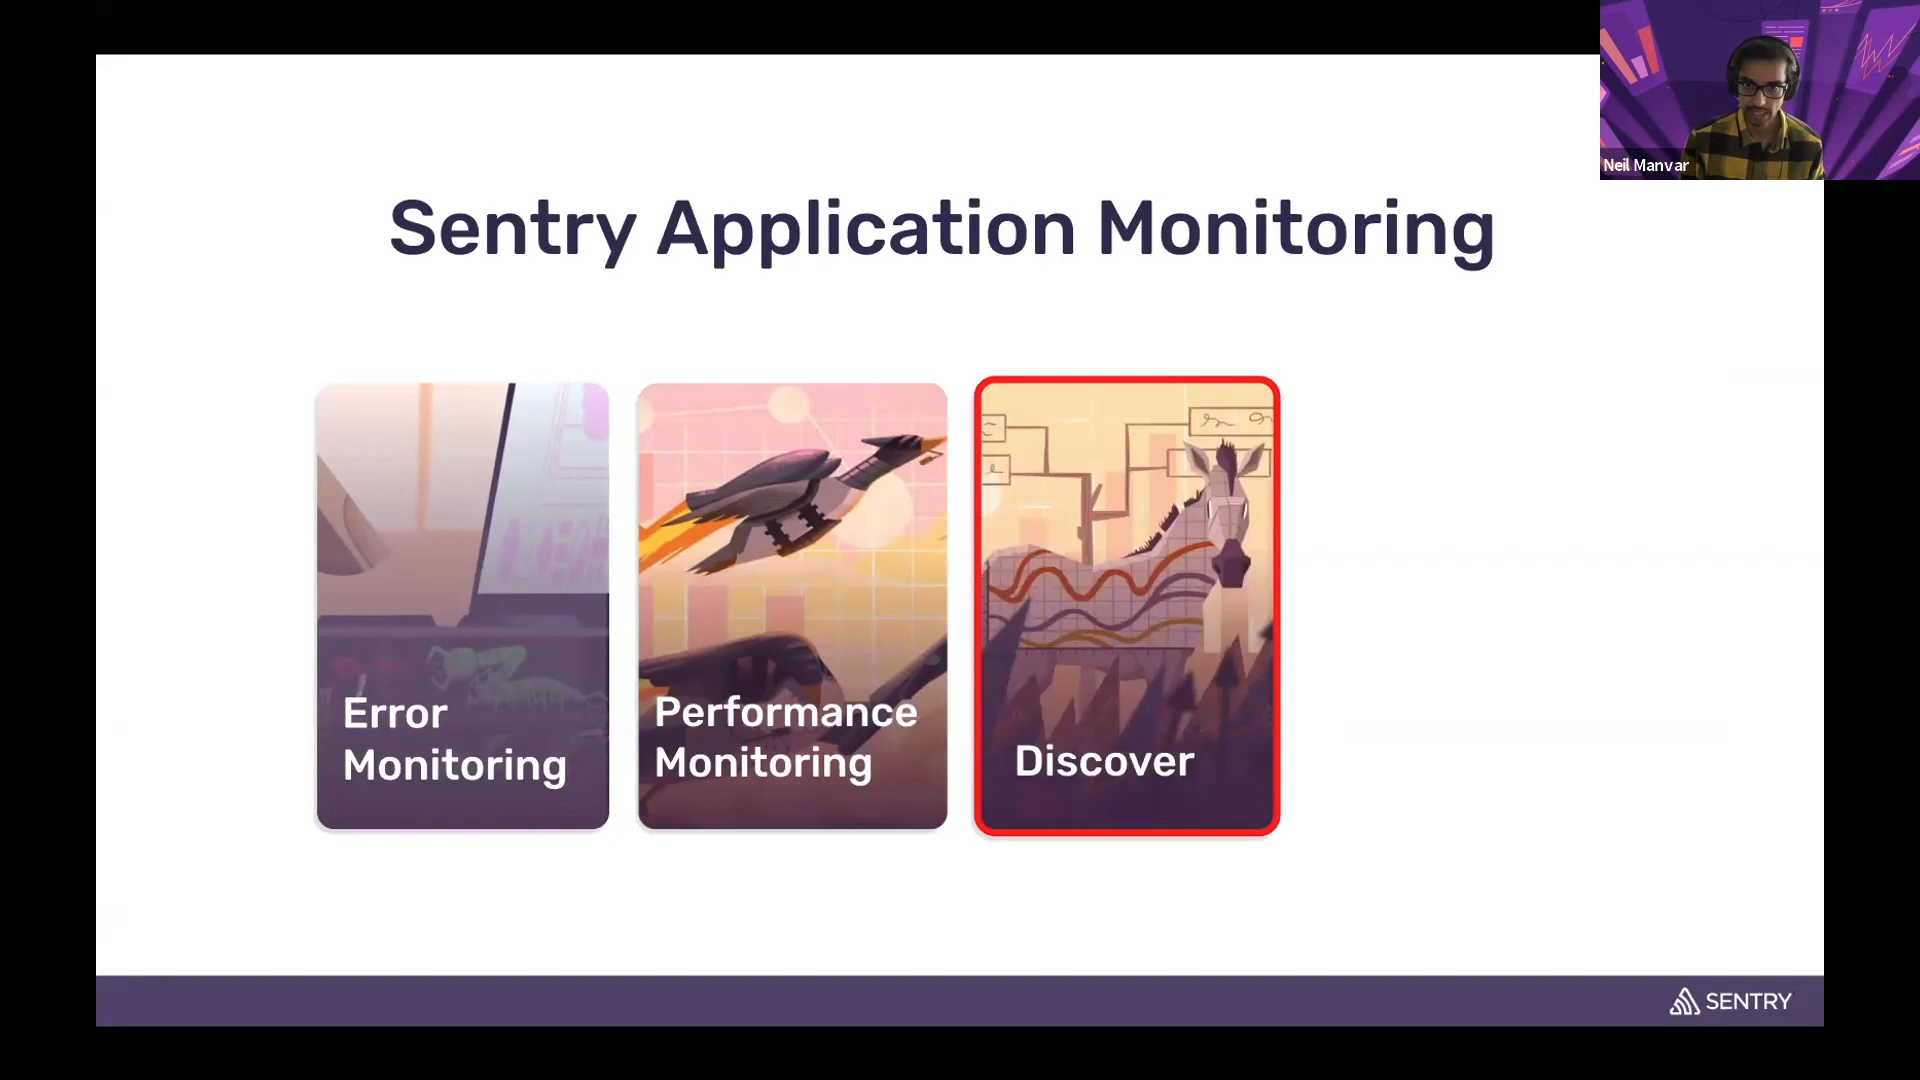 Neil Manvar
Sentry Application Monitoring
Error
Monitoring
Performance
Monitoring
Discover
SENTRY